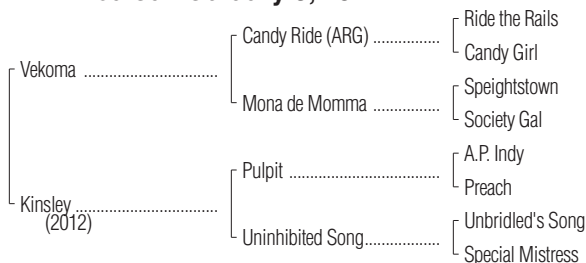 Ride the Rails
Candy Ride (ARG) ................
Candy Girl
Vekoma ................................
Speightstown
Mona de Momma ................
Society Gal
A.P. Indy
Pulpit ....................................
Preach
Kinsley ..................................
(2012)
Unbridled's Song
Uninhibited Song..................
Special Mistress